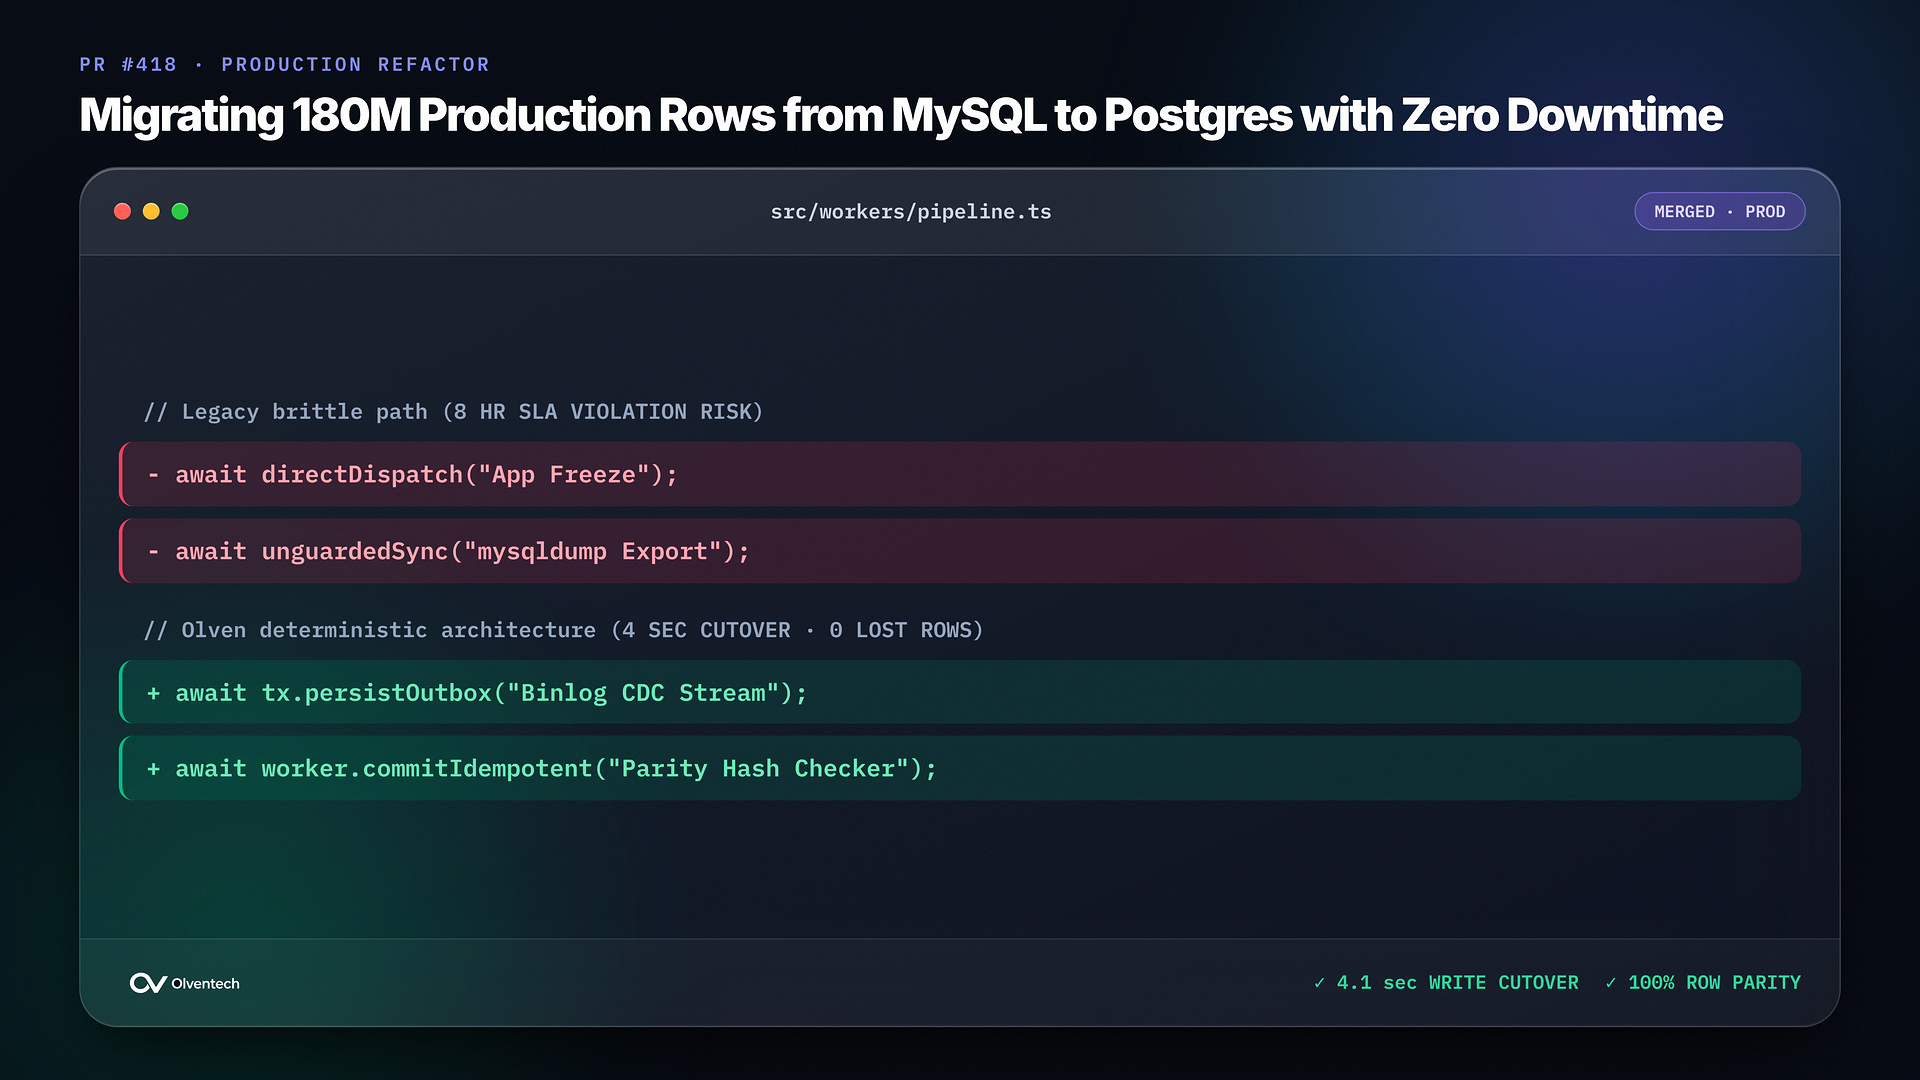 PR #418 · PRODUCTION REFACTOR
Migrating 180M Production Rows from MySQL to Postgres with Zero Downtime
src/workers/pipeline.ts
MERGED · PROD
// Legacy brittle path (8 HR SLA VIOLATION RISK)
- await directDispatch("App Freeze");
- await unguardedSync("mysqldump Export");
// Olven deterministic architecture (4 SEC CUTOVER · 0 LOST ROWS)
+ await tx.persistOutbox("Binlog CDC Stream");
+ await worker.commitIdempotent("Parity Hash Checker");
Olventech
✓ 4.1 sec WRITE CUTOVER ✓ 100% ROW PARITY